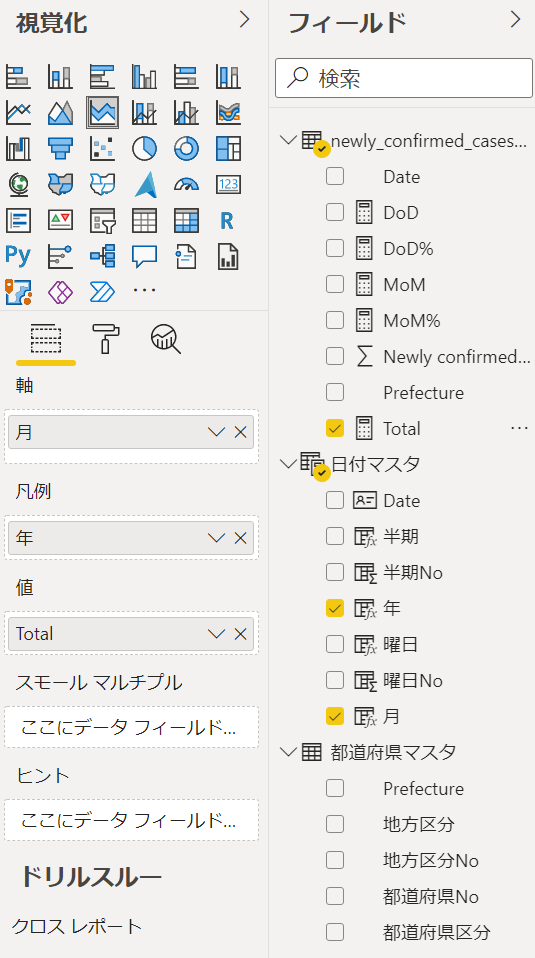 視覚化
123
R
Py
軸
月
凡例
年
値
Total
スモール マルチプル
ここにデータ フィールド...
ヒント
ここにデータ フィールド...
ドリルスルー
クロス レポート
フィールド
検索
newly_confirmed_cases...
Date
DoD
DoD%
MoM
MoM%
Newly confirmed...
Prefecture
Total
日付マスタ
Date
半期
半期No
年
曜日
曜日No
月
都道府県マスタ
Prefecture
地方区分
地方区分No
都道府県No
都道府県区分